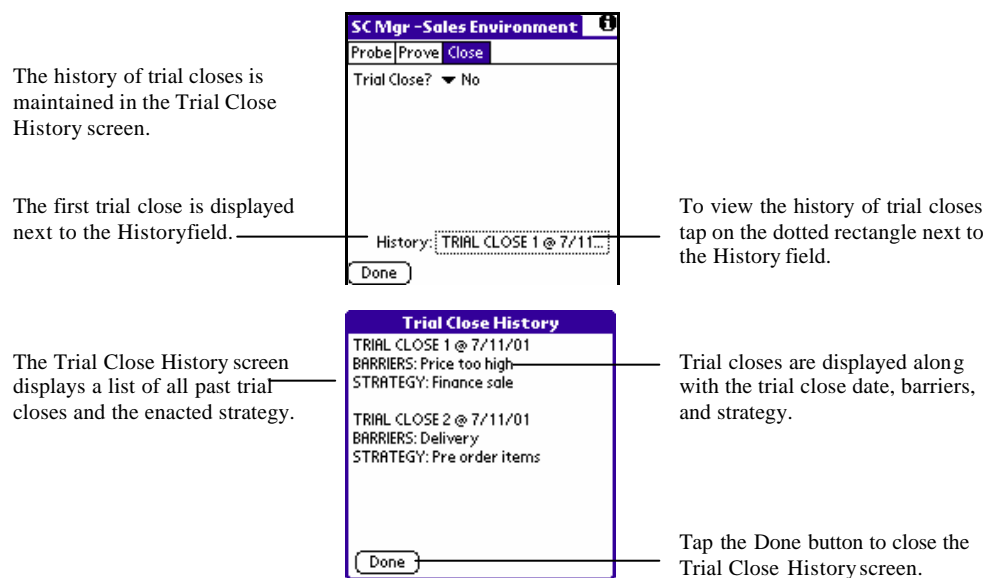 SC Mgr -Sales Environment
Probe Prove Close
Trial Close? No
The history of trial closes is
maintained in the Trial Close
History screen.
The first trial close is displayed
next to the Historyfield.
History: TRIAL CLOSE 1 @ 7/11...
Done
To view the history of trial closes
tap on the dotted rectangle next to
the History field.
Trial Close History
TRIAL CLOSE 1 @ 7/11/01
BARRIERS: Price too high
STRATEGY: Finance sale
TRIAL CLOSE 2 @ 7/11/01
BARRIERS: Delivery
STRATEGY: Pre order items
Done
The Trial Close History screen
displays a list of all past trial
closes and the enacted strategy.
Trial closes are displayed along
with the trial close date, barriers,
and strategy.
Tap the Done button to close the
Trial Close History screen.